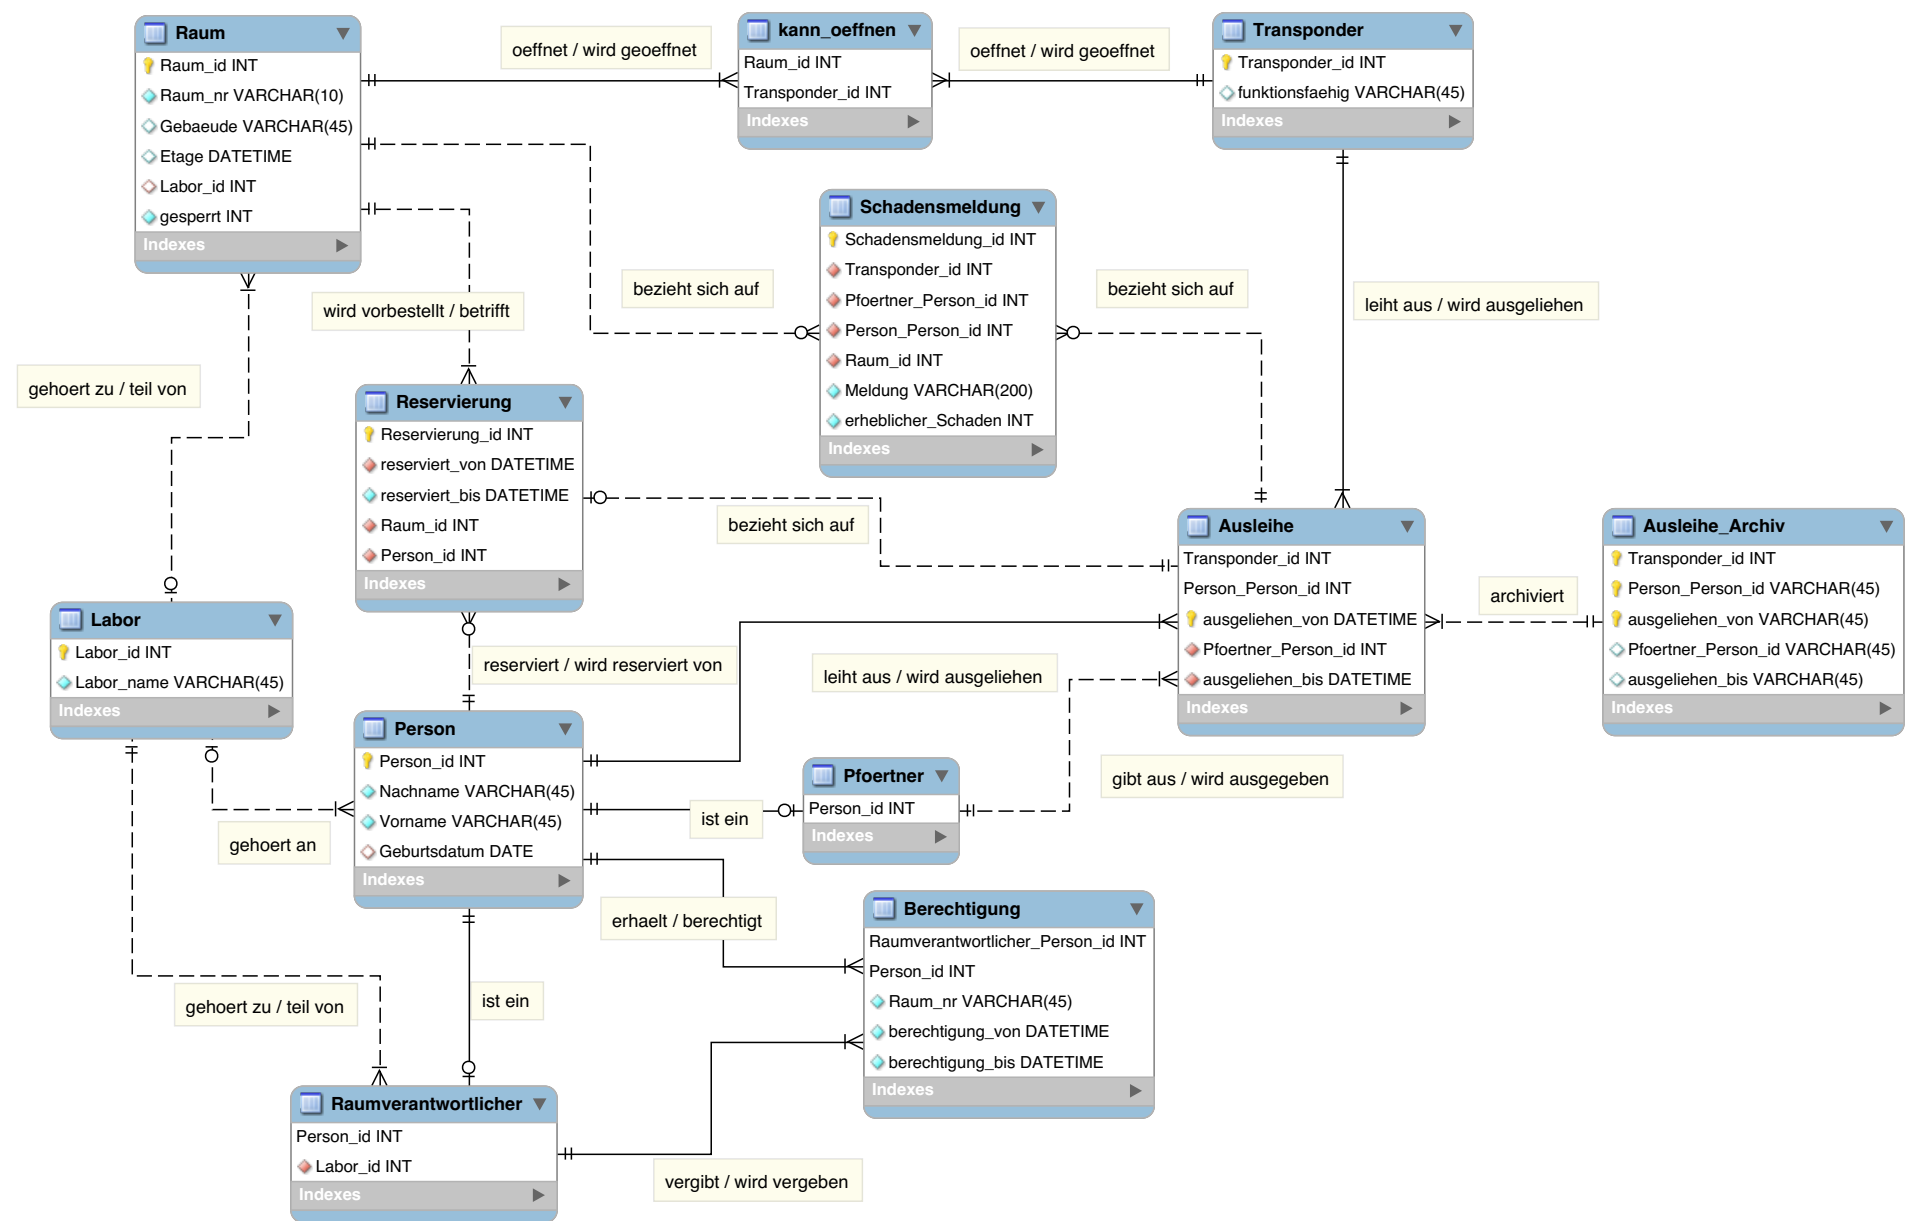 Raum
Raum_id INT
Raum_nr VARCHAR(10)
Gebaeude VARCHAR(45)
Etage DATETIME
Labor_id INT
gesperrt INT
Indexes
oeffnet / wird geoeffnet
kann_oeffnen
Raum_id INT
Transponder_id INT
Indexes
oeffnet / wird geoeffnet
Transponder
Transponder_id INT
funktionsfaehig VARCHAR(45)
Indexes
Schadensmeldung
Schadensmeldung_id INT
Transponder_id INT
Pfoertner_Person_id INT
Person_Person_id INT
Raum_id INT
Meldung VARCHAR(200)
erheblicher_Schaden INT
Indexes
bezieht sich auf
bezieht sich auf
leiht aus / wird ausgeliehen
wird vorbestellt / betrifft
gehoert zu / teil von
Reservierung
Reservierung_id INT
reserviert_von DATETIME
reserviert_bis DATETIME
Raum_id INT
Person_id INT
Indexes
bezieht sich auf
Ausleihe
Transponder_id INT
Person_Person_id INT
ausgeliehen_von DATETIME
Pfoertner_Person_id INT
ausgeliehen_bis DATETIME
Indexes
archiviert
Ausleihe_Archiv
Transponder_id INT
Person_Person_id VARCHAR(45)
ausgeliehen_von VARCHAR(45)
Pfoertner_Person_id VARCHAR(45)
ausgeliehen_bis VARCHAR(45)
Indexes
Labor
Labor_id INT
Labor_name VARCHAR(45)
Indexes
reserviert / wird reserviert von
leiht aus / wird ausgeliehen
Person
Person_id INT
Nachname VARCHAR(45)
Vorname VARCHAR(45)
Geburtsdatum DATE
Indexes
ist ein
Pfoertner
Person_id INT
Indexes
gibt aus / wird ausgegeben
gehoert an
erhaelt / berechtigt
Berechtigung
Raumverantwortlicher_Person_id INT
Person_id INT
Raum_nr VARCHAR(45)
berechtigung_von DATETIME
berechtigung_bis DATETIME
Indexes
gehoert zu / teil von
ist ein
Raumverantwortlicher
Person_id INT
Labor_id INT
Indexes
vergibt / wird vergeben